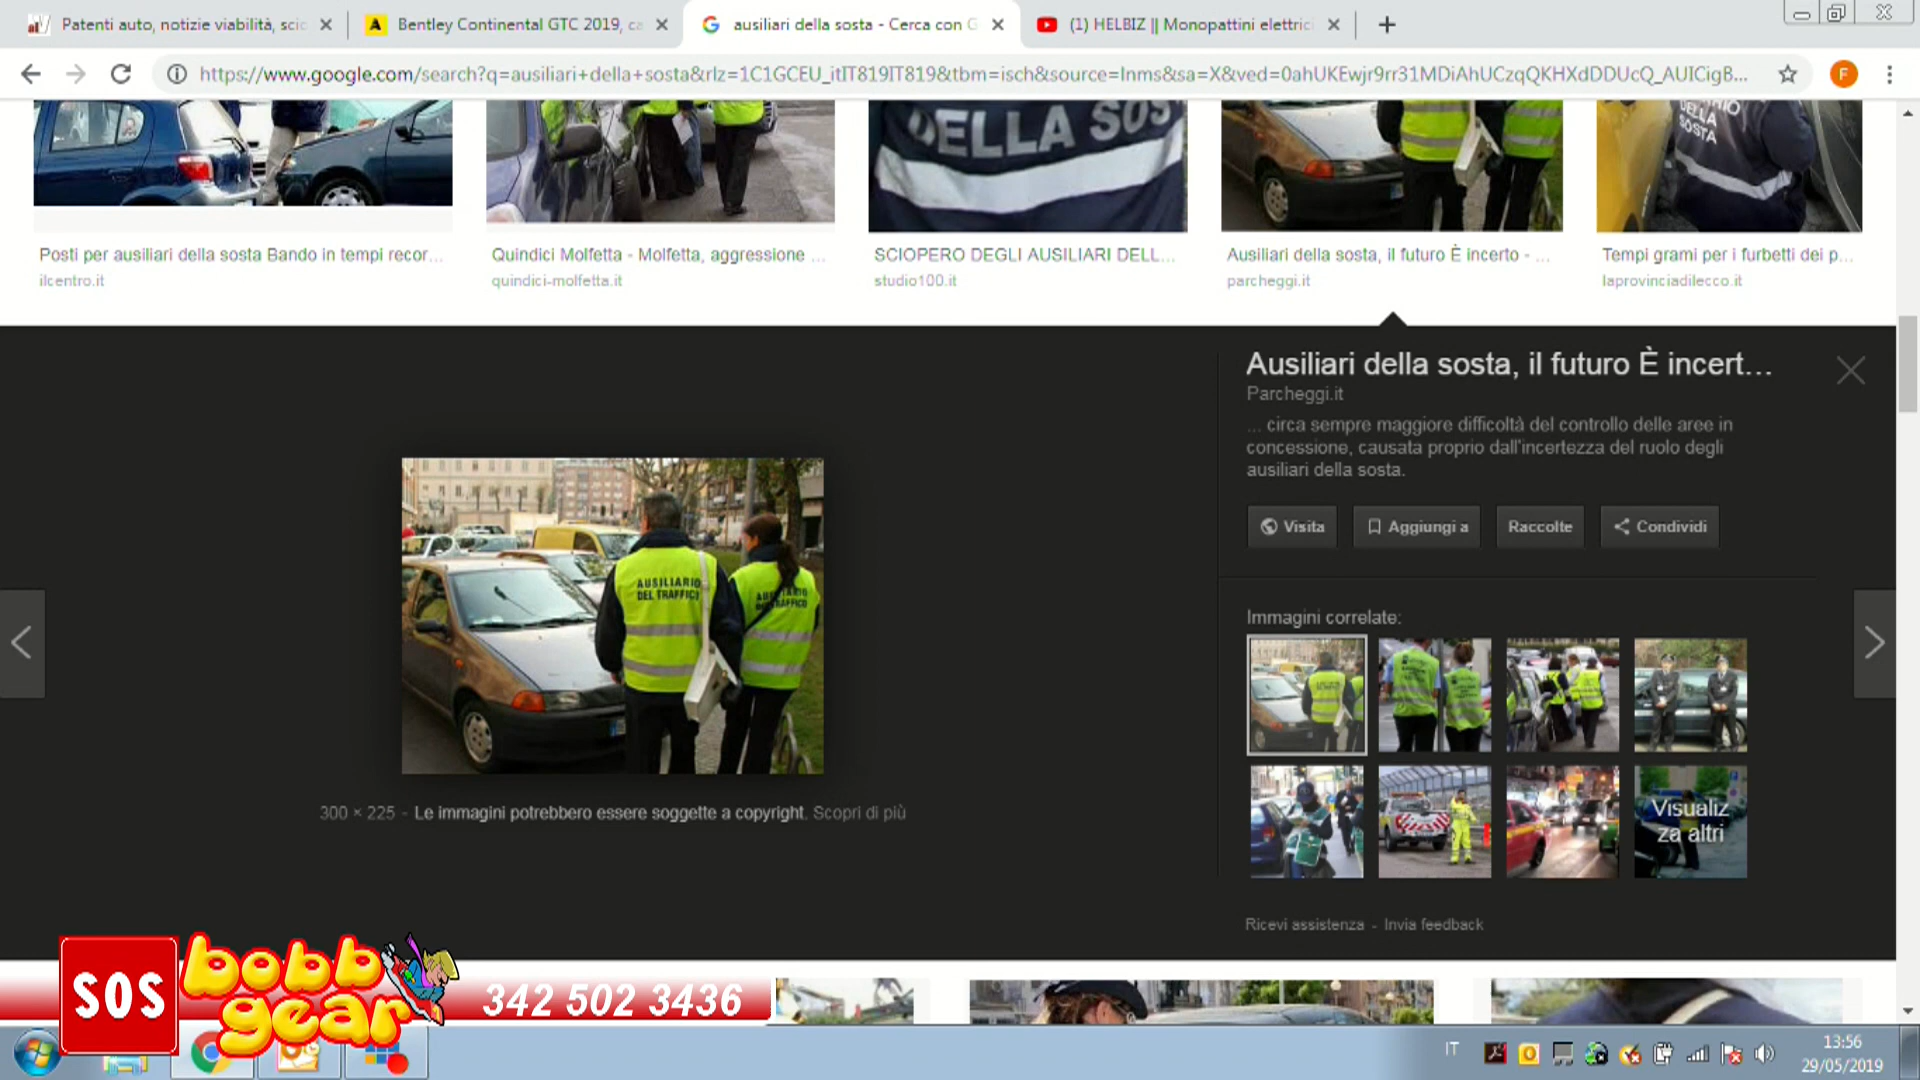 Patenti auto, notizie viabilità, scic
Bentley Continental GTC 2019, ca
ausiliari della sosta - Cerca con G
(1) HELBIZ || Monopattini elettrici
https://www.google.com/search?q=ausiliari+della+sosta&rlz=1C1GCEU_itIT819IT819&tbm=isch&source=lnms&sa=X&ved=0ahUKEwjr9rr31MDiAhUCzqQKHXdDDUcQ_AUICigB...
F
DELLA SOS
DELLA
SOSTA
Posti per ausiliari della sosta Bando in tempi recor...
ilcentro.it
Quindici Molfetta - Molfetta, aggressione ...
quindici-molfetta.it
SCIOPERO DEGLI AUSILIARI DELL...
studio100.it
Ausiliari della sosta, il futuro È incerto - ...
parcheggi.it
Tempi grami per i furbetti dei p...
laprovinciadilecco.it
Ausiliari della sosta, il futuro È incert...
Parcheggi.it
... circa sempre maggiore difficoltà del controllo delle aree in
concessione, causata proprio dall'incertezza del ruolo degli
ausiliari della sosta.
Visita
Aggiungi a
Raccolte
Condividi
AUSILIARIO
DEL TRAFFICO
Immagini correlate:
Visualiz
za altri
300 × 225 - Le immagini potrebbero essere soggette a copyright. Scopri di più
Ricevi assistenza - Invia feedback
SOS
bobb
gear
342 502 3436
IT
13:56
29/05/2019